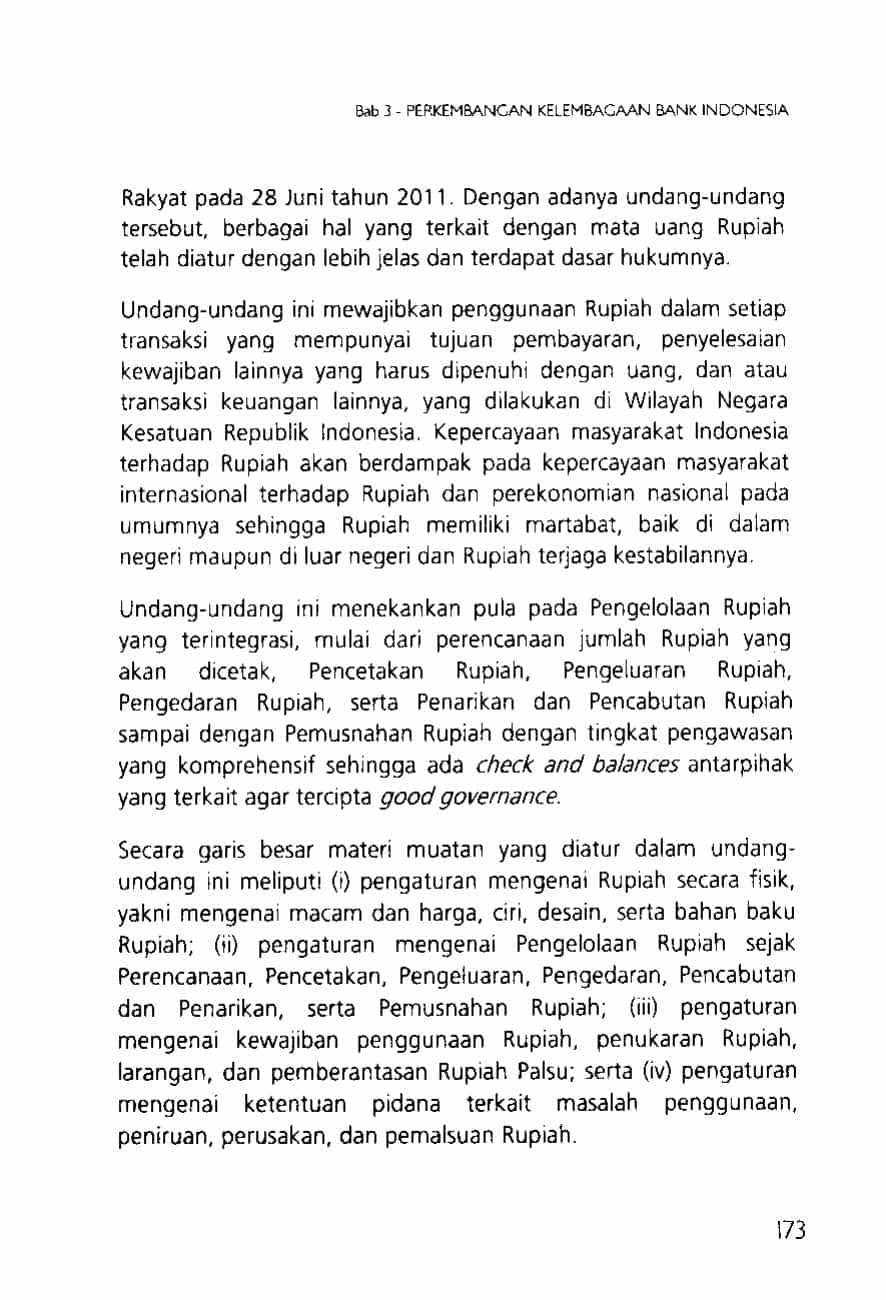 Bab 3 - PERKEMBANGAN KELEMBAGAAN BANK INDONESIA
Rakyat pada 28 Juni tahun 2011. Dengan adanya undang-undang
tersebut, berbagai hal yang terkait dengan mata uang Rupiah
telah diatur dengan lebih jelas dan terdapat dasar hukumnya.
Undang-undang ini mewajibkan penggunaan Rupiah dalam setiap
transaksi yang mempunyai tujuan pembayaran, penyelesaian
kewajiban lainnya yang harus dipenuhi dengan uang, dan atau
transaksi keuangan lainnya, yang dilakukan di Wilayah Negara
Kesatuan Republik Indonesia. Kepercayaan masyarakat Indonesia
terhadap Rupiah akan berdampak pada kepercayaan masyarakat
internasional terhadap Rupiah dan perekonomian nasional pada
umumnya sehingga Rupiah memiliki martabat, baik di dalam
negeri maupun di luar negeri dan Rupiah terjaga kestabilannya.
Undang-undang ini menekankan pula pada Pengelolaan Rupiah
yang terintegrasi, mulai dari perencanaan jumlah Rupiah yang
akan dicetak, Pencetakan Rupiah, Pengeluaran Rupiah,
Pengedaran Rupiah, serta Penarikan dan Pencabutan Rupiah
sampai dengan Pemusnahan Rupiah dengan tingkat pengawasan
yang komprehensif sehingga ada check and balances antarpihak
yang terkait agar tercipta good governance.
Secara garis besar materi muatan yang diatur dalam undang-
undang ini meliputi (i) pengaturan mengenai Rupiah secara fisik,
yakni mengenai macam dan harga, ciri, desain, serta bahan baku
Rupiah; (ii) pengaturan mengenai Pengelolaan Rupiah sejak
Perencanaan, Pencetakan, Pengeluaran, Pengedaran, Pencabutan
dan Penarikan, serta Pemusnahan Rupiah; (iii) pengaturan
mengenai kewajiban penggunaan Rupiah, penukaran Rupiah,
larangan, dan pemberantasan Rupiah Palsu; serta (iv) pengaturan
mengenai ketentuan pidana terkait masalah penggunaan,
peniruan, perusakan, dan pemalsuan Rupiah.
173